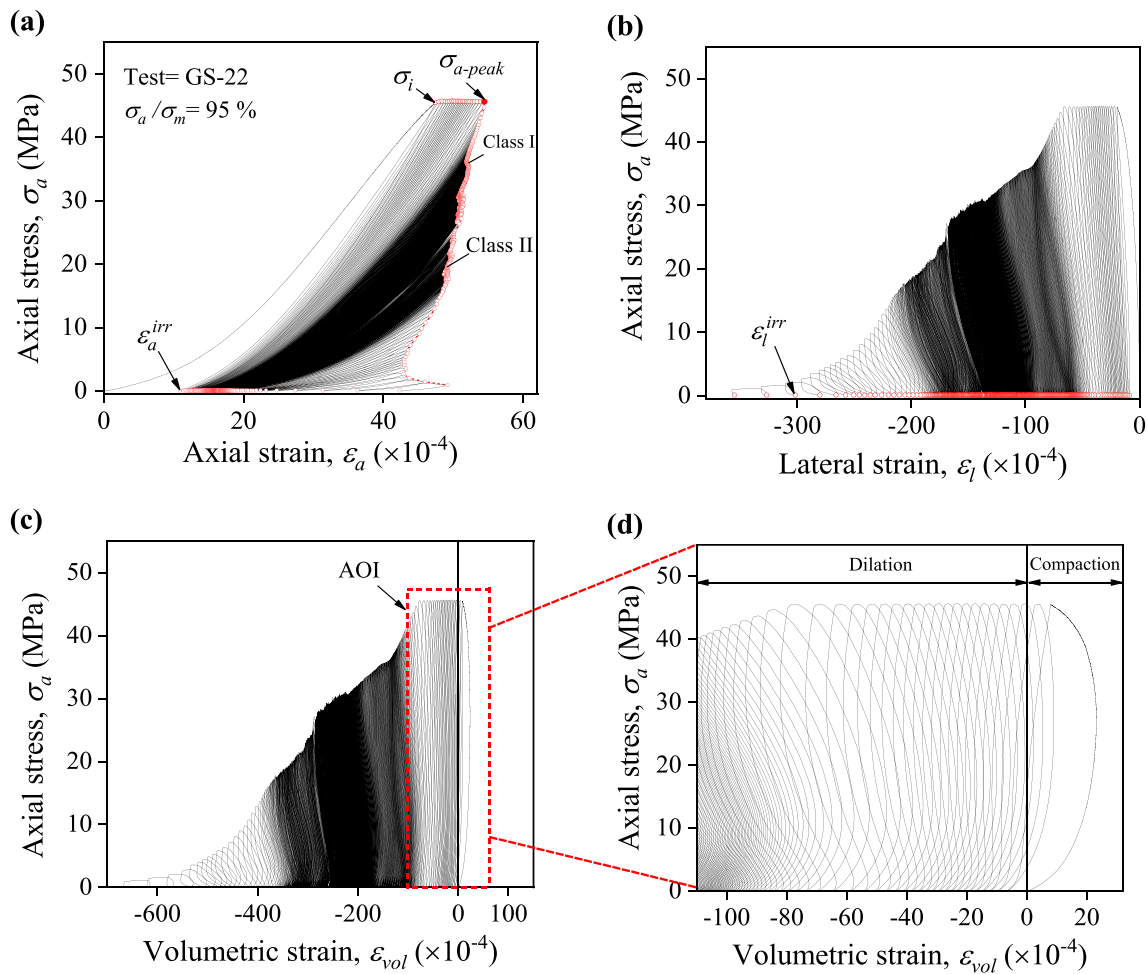 (a)
Test= GS-22
σa /σm= 95 %
σi
σa-peak
Class I
Class II
εa^irr
50
40
30
20
10
0
0
20
40
60
Axial stress, σa (MPa)
Axial strain, εa (×10-4)
(b)
50
40
30
20
10
0
εl^irr
-300
-200
-100
0
Axial stress, σa (MPa)
Lateral strain, εl (×10-4)
(c)
AOI
50
40
30
20
10
0
-600
-400
-200
0
100
Axial stress, σa (MPa)
Volumetric strain, εvol (×10-4)
(d)
Dilation
Compaction
50
40
30
20
10
0
-100
-80
-60
-40
-20
0
20
Axial stress, σa (MPa)
Volumetric strain, εvol (×10-4)